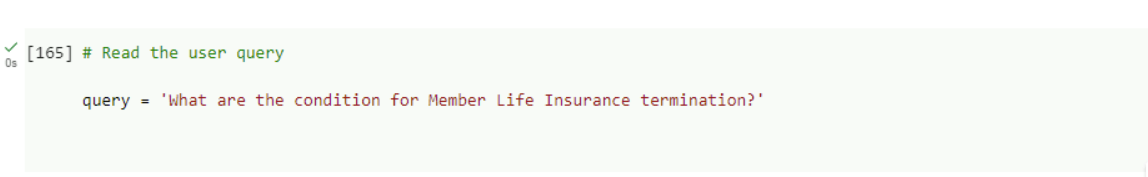 [165] # Read the user query
0s
query = 'What are the condition for Member Life Insurance termination?'